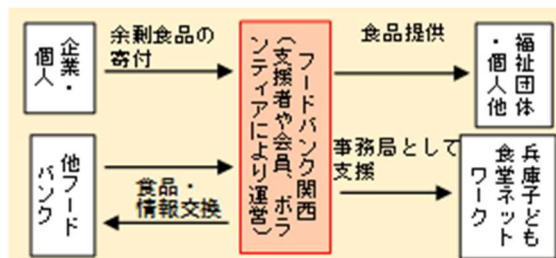 企業・
個人
余剰食品の
寄付
フードバンク関西
（支援者や会員、ボラ
ンティアにより運営）
食品提供
福祉団体
・個人他
他フード
バンク
食品・
情報交換
事務局として
支援
兵庫子ども
食堂ネット
ワーク